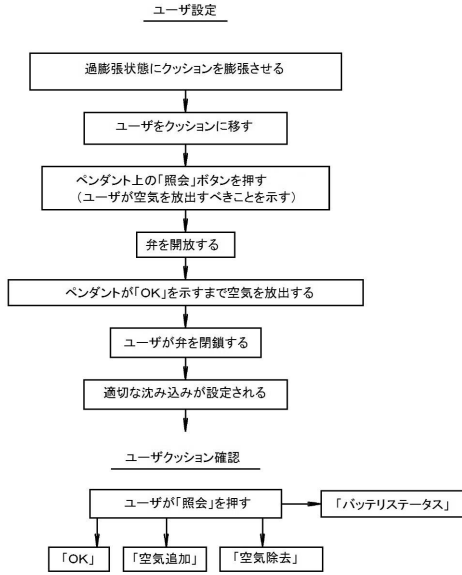 ユーザ設定
過膨張状態にクッションを膨張させる
ユーザをクッションに移す
ペンダント上の「照会」ボタンを押す
（ユーザが空気を放出すべきことを示す）
弁を開放する
ペンダントが「OK」を示すまで空気を放出する
ユーザが弁を閉鎖する
適切な沈み込みが設定される
ユーザクッション確認
ユーザが「照会」を押す
「バッテリステータス」
「OK」
「空気追加」
「空気除去」